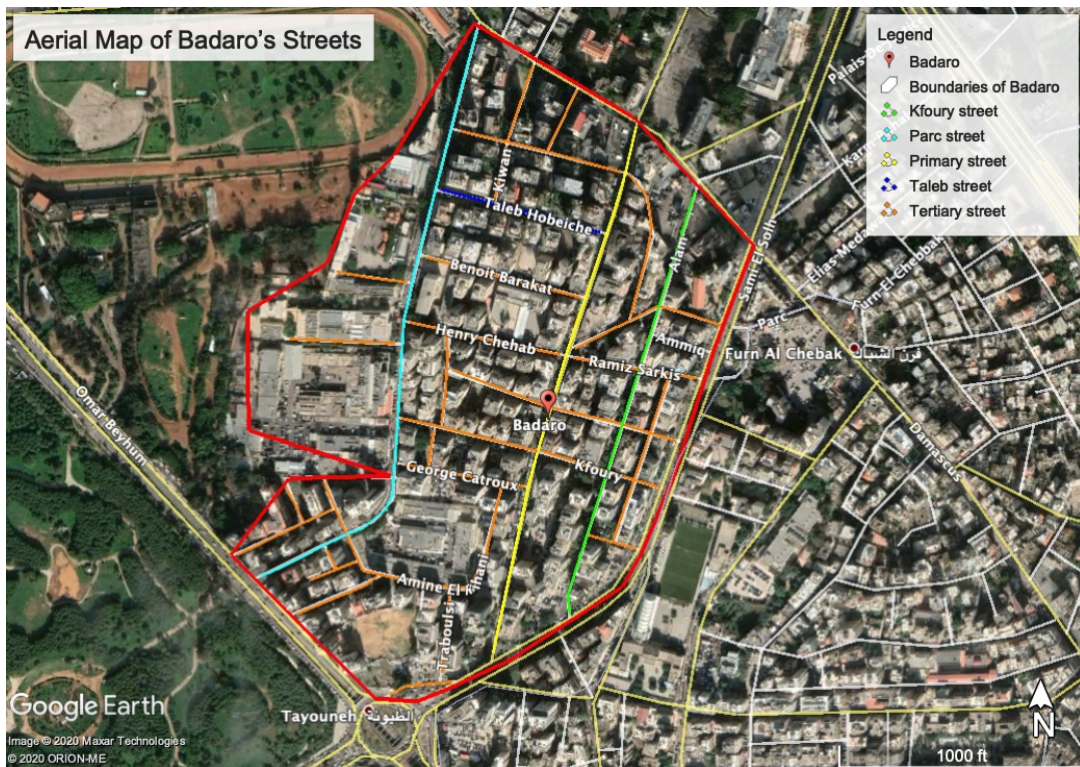 Aerial Map of Badaro's Streets
Legend
Badaro
Boundaries of Badaro
Kfoury street
Parc street
Primary street
Taleb street
Tertiary street
Kiwan
Taleb Hobeiche
Alam
Sami El Solh
Benoit Barakat
Henry Chehab
Ramiz Sarkis
Ammiq
Parc
Furn-El-Chebbak
Furn Al Chebak فرن الشباك
Omar Beyhum
Badaro
Damascus
George Catroux
Kfoury
Amine El
Traboulsi
Tayouneh الطيونة
Google Earth
Image © 2020 Maxar Technologies
© 2020 ORION-ME
N
1000 ft